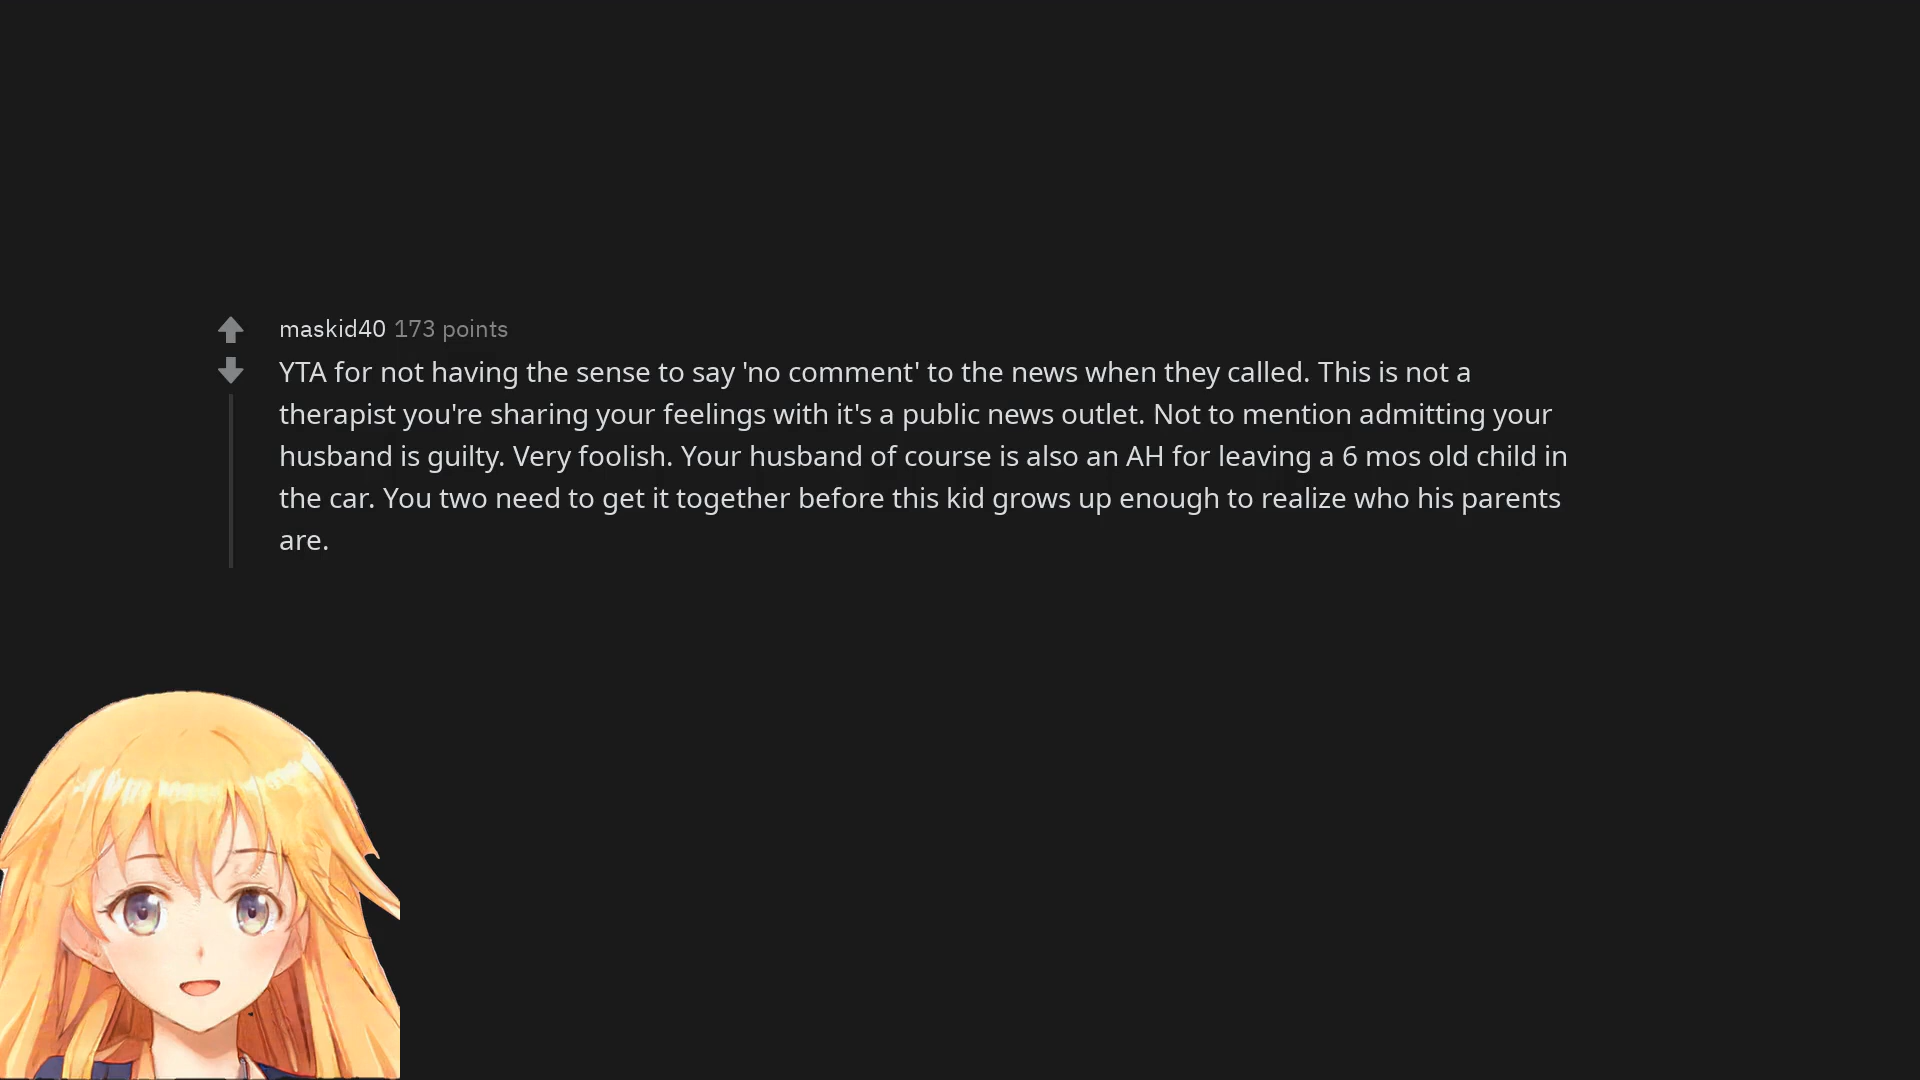 maskid40 173 points
YTA for not having the sense to say 'no comment' to the news when they called. This is not a
therapist you're sharing your feelings with it's a public news outlet. Not to mention admitting your
husband is guilty. Very foolish. Your husband of course is also an AH for leaving a 6 mos old child in
the car. You two need to get it together before this kid grows up enough to realize who his parents
are.